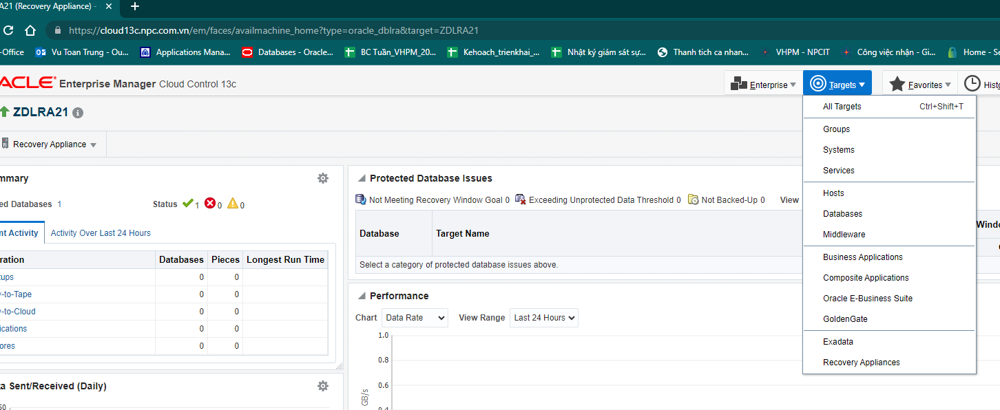 A21 (Recovery Appliance) -
https://cloud13c.npc.com.vn/em/faces/availmachine_home?type=oracle_dblra&target=ZDLRA21
-Office Vu Toan Trung - Ou... Applications Mana... Databases - Oracle... BC Tuần_VHPM_20... Kehoach_trienkhai_... Nhật ký giám sát sự... Thanh tich ca nhan... VHPM - NPCIT Công việc nhận - Gi... Home - Se
ACLE® Enterprise Manager Cloud Control 13c Enterprise Targets Favorites Histo
ZDLRA21
Recovery Appliance
All Targets Ctrl+Shift+T
Groups
Systems
Services
Hosts
Databases
Middleware
Business Applications
Composite Applications
Oracle E-Business Suite
GoldenGate
Exadata
Recovery Appliances
mmary
ed Databases 1 Status 1 0 0
nt Activity Activity Over Last 24 Hours
ration Databases Pieces Longest Run Time
kups 0 0
y-to-Tape 0 0
y-to-Cloud 0 0
ications 0 0
ores 0 0
a Sent/Received (Daily)
50
Protected Database Issues
Not Meeting Recovery Window Goal 0 Exceeding Unprotected Data Threshold 0 Not Backed-Up 0 View
Database Target Name Windo
Select a category of protected database issues above.
Performance
Chart Data Rate View Range Last 24 Hours
1.0
0.8
0.6
0.4
GB/s